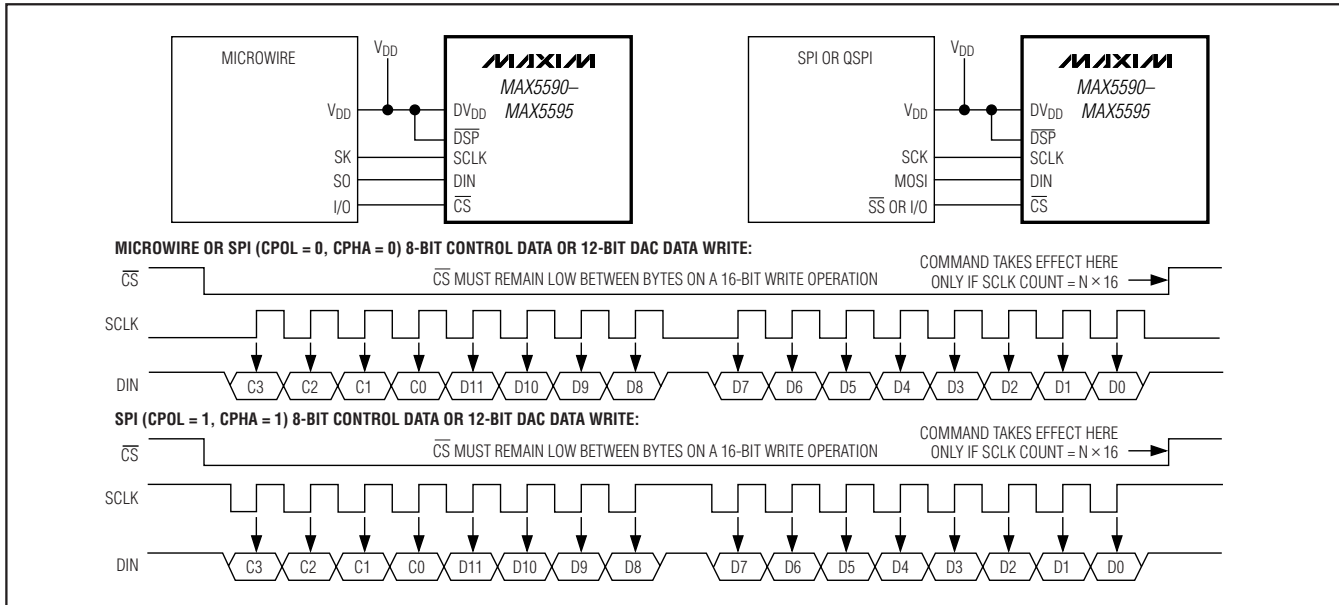 MICROWIRE
VDD
MAXIM
MAX5590–
MAX5595
VDD
DVDD
DSP
SK
SCLK
SO
DIN
I/O
CS
SPI OR QSPI
VDD
MAXIM
MAX5590–
MAX5595
VDD
DVDD
DSP
SCK
SCLK
MOSI
DIN
SS OR I/O
CS
MICROWIRE OR SPI (CPOL = 0, CPHA = 0) 8-BIT CONTROL DATA OR 12-BIT DAC DATA WRITE:
CS
CS MUST REMAIN LOW BETWEEN BYTES ON A 16-BIT WRITE OPERATION
COMMAND TAKES EFFECT HERE
ONLY IF SCLK COUNT = N × 16
SCLK
DIN
C3 C2 C1 C0 D11 D10 D9 D8 D7 D6 D5 D4 D3 D2 D1 D0
SPI (CPOL = 1, CPHA = 1) 8-BIT CONTROL DATA OR 12-BIT DAC DATA WRITE:
CS
CS MUST REMAIN LOW BETWEEN BYTES ON A 16-BIT WRITE OPERATION
COMMAND TAKES EFFECT HERE
ONLY IF SCLK COUNT = N × 16
SCLK
DIN
C3 C2 C1 C0 D11 D10 D9 D8 D7 D6 D5 D4 D3 D2 D1 D0